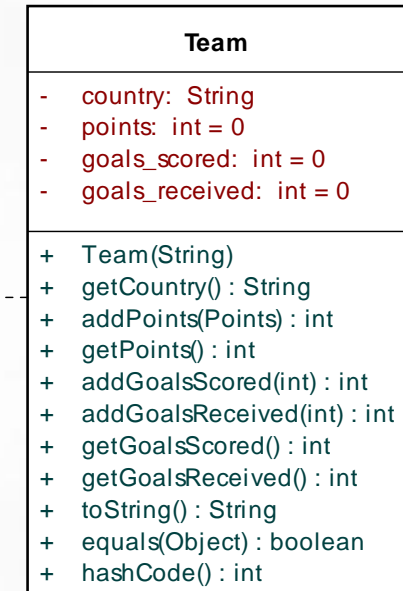 Team
- country: String
- points: int = 0
- goals_scored: int = 0
- goals_received: int = 0
+ Team(String)
+ getCountry() : String
+ addPoints(Points) : int
+ getPoints() : int
+ addGoalsScored(int) : int
+ addGoalsReceived(int) : int
+ getGoalsScored() : int
+ getGoalsReceived() : int
+ toString() : String
+ equals(Object) : boolean
+ hashCode() : int